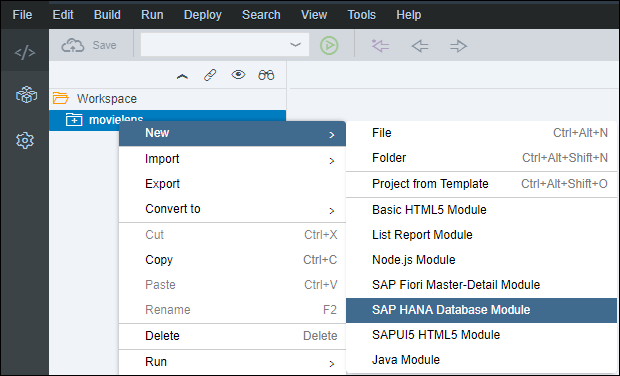 File Edit Build Run Deploy Search View Tools Help
Save
Workspace
movielens
New
Import
Export
Convert to
Cut Ctrl+X
Copy Ctrl+C
Paste Ctrl+V
Rename F2
Delete Delete
Run
File Ctrl+Alt+N
Folder Ctrl+Alt+Shift+N
Project from Template Ctrl+Alt+Shift+O
Basic HTML5 Module
List Report Module
Node.js Module
SAP Fiori Master-Detail Module
SAP HANA Database Module
SAPUI5 HTML5 Module
Java Module